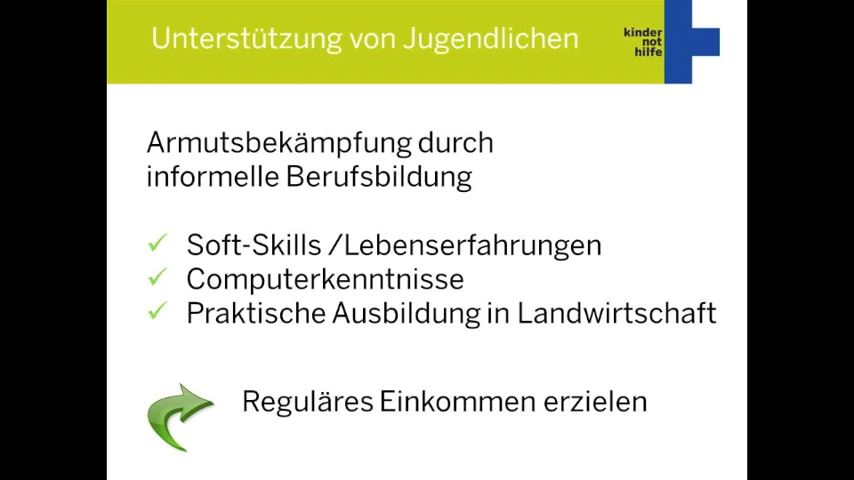 Unterstützung von Jugendlichen
kinder
not
hilfe
Armutsbekämpfung durch
informelle Berufsbildung
Soft-Skills /Lebenserfahrungen
Computerkenntnisse
Praktische Ausbildung in Landwirtschaft
Reguläres Einkommen erzielen